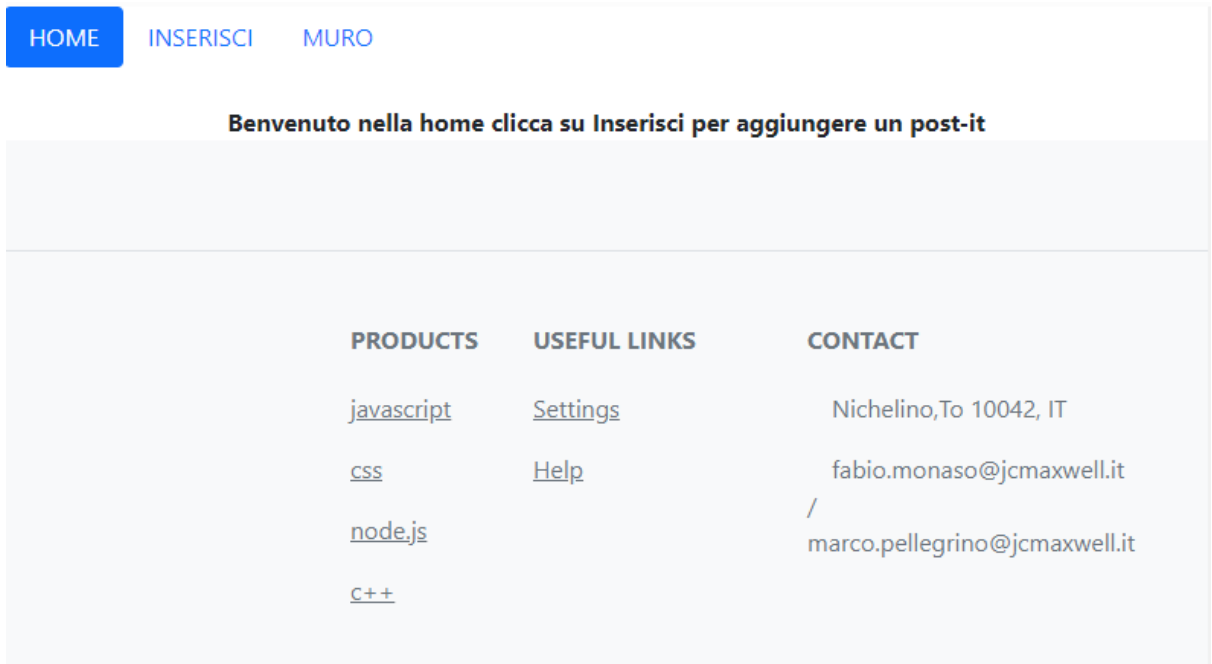 HOME INSERISCI MURO
Benvenuto nella home clicca su Inserisci per aggiungere un post-it
PRODUCTS
javascript
css
node.js
c++
USEFUL LINKS
Settings
Help
CONTACT
Nichelino,To 10042, IT
fabio.monaso@jcmaxwell.it
/
marco.pellegrino@jcmaxwell.it